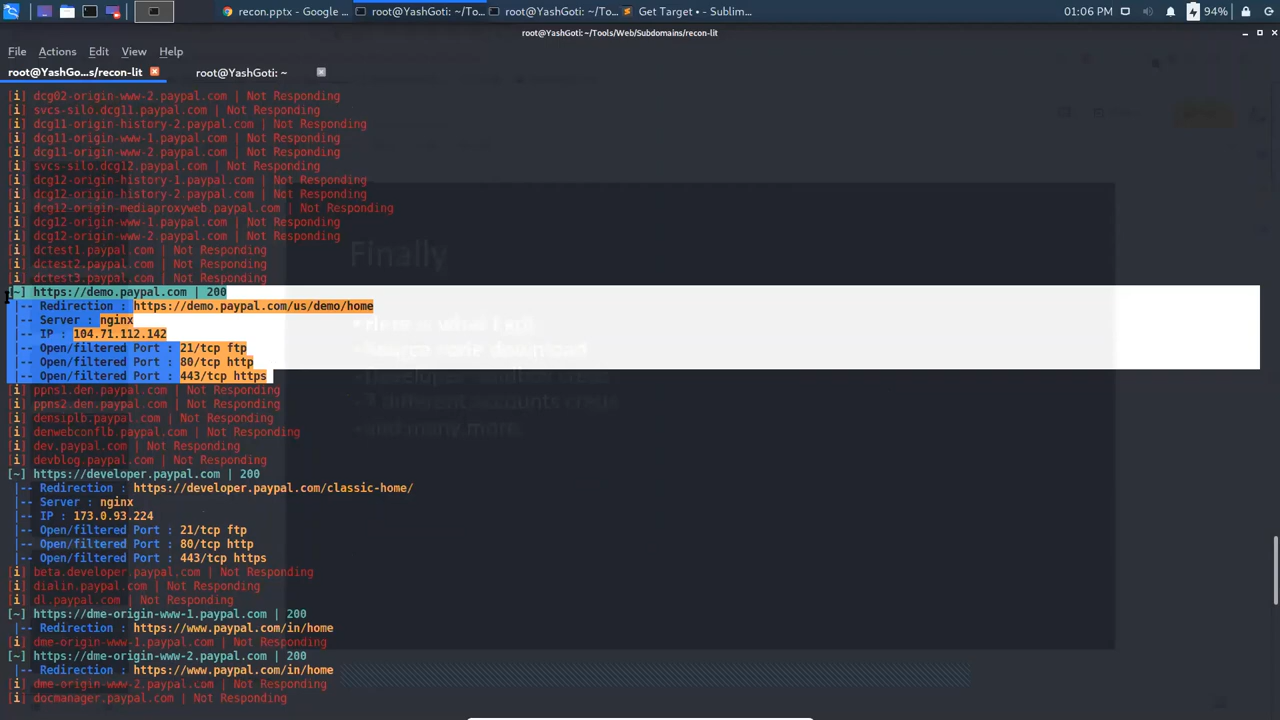 recon.pptx - Google ...
root@YashGoti: ~/To...
root@YashGoti: ~/To...
Get Target • - Sublim...
01:06 PM
94%
root@YashGoti: ~/Tools/Web/Subdomains/recon-lit
File Actions Edit View Help
root@YashGo...s/recon-lit
root@YashGoti: ~
[i] dcg02-origin-www-2.paypal.com | Not Responding
[i] svcs-silo.dcg11.paypal.com | Not Responding
[i] dcg11-origin-history-2.paypal.com | Not Responding
[i] dcg11-origin-www-1.paypal.com | Not Responding
[i] dcg11-origin-www-2.paypal.com | Not Responding
[i] svcs-silo.dcg12.paypal.com | Not Responding
[i] dcg12-origin-history-1.paypal.com | Not Responding
[i] dcg12-origin-history-2.paypal.com | Not Responding
[i] dcg12-origin-mediaproxyweb.paypal.com | Not Responding
[i] dcg12-origin-www-1.paypal.com | Not Responding
[i] dcg12-origin-www-2.paypal.com | Not Responding
[i] dctest1.paypal.com | Not Responding
[i] dctest2.paypal.com | Not Responding
[i] dctest3.paypal.com | Not Responding
[~] https://demo.paypal.com | 200
|-- Redirection : https://demo.paypal.com/us/demo/home
|-- Server : nginx
|-- IP : 104.71.112.142
|-- Open/filtered Port : 21/tcp ftp
|-- Open/filtered Port : 80/tcp http
|-- Open/filtered Port : 443/tcp https
[i] ppns1.den.paypal.com | Not Responding
[i] ppns2.den.paypal.com | Not Responding
[i] densiplb.paypal.com | Not Responding
[i] denwebconflb.paypal.com | Not Responding
[i] dev.paypal.com | Not Responding
[i] devblog.paypal.com | Not Responding
[~] https://developer.paypal.com | 200
|-- Redirection : https://developer.paypal.com/classic-home/
|-- Server : nginx
|-- IP : 173.0.93.224
|-- Open/filtered Port : 21/tcp ftp
|-- Open/filtered Port : 80/tcp http
|-- Open/filtered Port : 443/tcp https
[i] beta.developer.paypal.com | Not Responding
[i] dialin.paypal.com | Not Responding
[i] dl.paypal.com | Not Responding
[~] https://dme-origin-www-1.paypal.com | 200
|-- Redirection : https://www.paypal.com/in/home
[i] dme-origin-www-1.paypal.com | Not Responding
[~] https://dme-origin-www-2.paypal.com | 200
|-- Redirection : https://www.paypal.com/in/home
[i] dme-origin-www-2.paypal.com | Not Responding
[i] docmanager.paypal.com | Not Responding
Finally
•Here is what I got
•Source code download
•3 different accounts creds
•and many more.